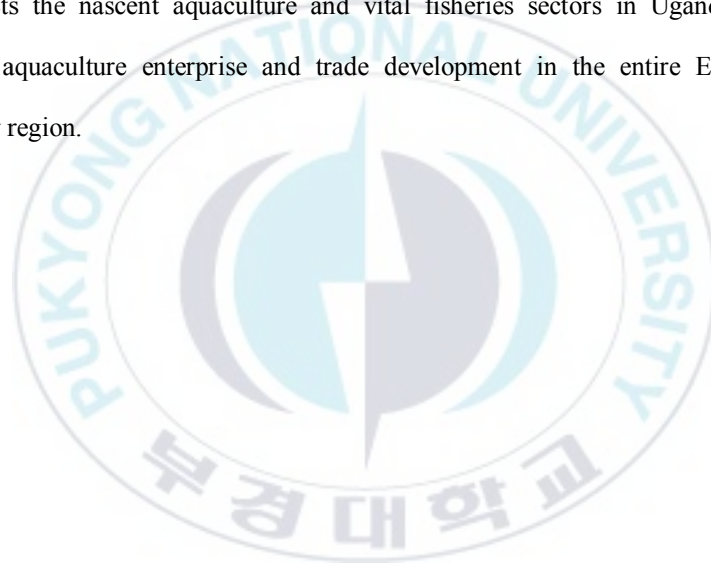 ts the nascent aquaculture and vital fisheries sectors in Ugand
aquaculture enterprise and trade development in the entire E
region.
PUKYONG NATIONAL UNIVERSITY
부경대학교